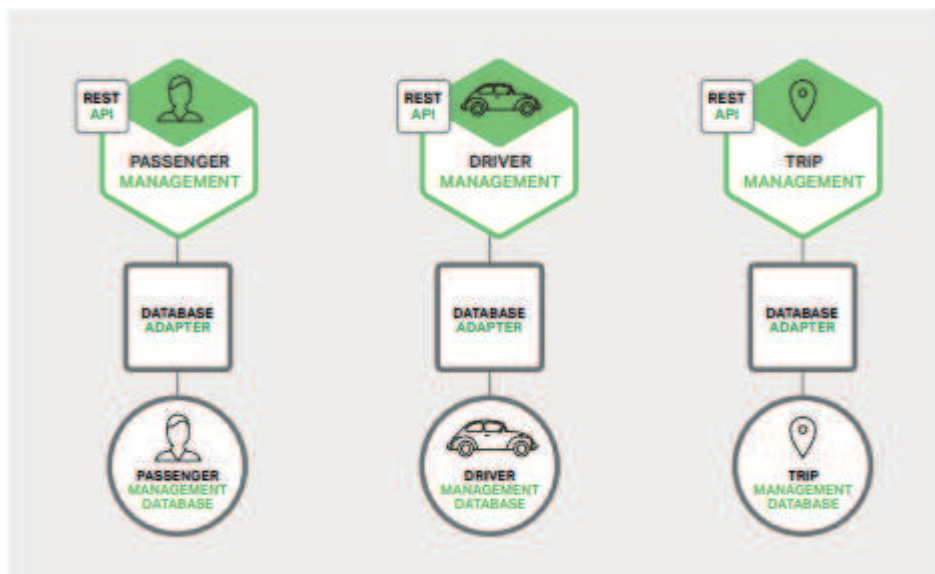 REST
API
PASSENGER
MANAGEMENT
REST
API
DRIVER
MANAGEMENT
REST
API
TRIP
MANAGEMENT
DATABASE
ADAPTER
DATABASE
ADAPTER
DATABASE
ADAPTER
PASSENGER
MANAGEMENT
DATABASE
DRIVER
MANAGEMENT
DATABASE
TRIP
MANAGEMENT
DATABASE